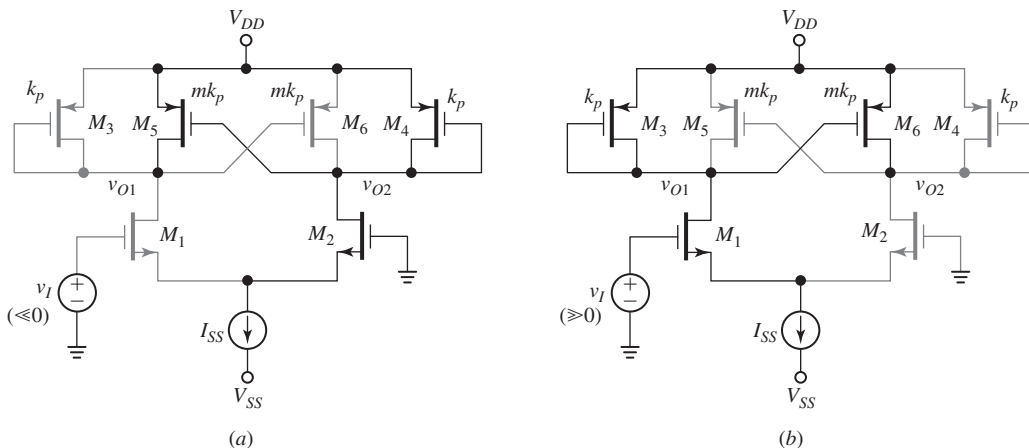 V_DD
k_p
mk_p
mk_p
k_p
M_3
M_5
M_6
M_4
v_O1
v_O2
M_1
M_2
+
−
v_I
(≪0)
I_SS
V_SS
(a)
V_DD
k_p
mk_p
mk_p
k_p
M_3
M_5
M_6
M_4
v_O1
v_O2
M_1
M_2
+
−
v_I
(≫0)
I_SS
V_SS
(b)